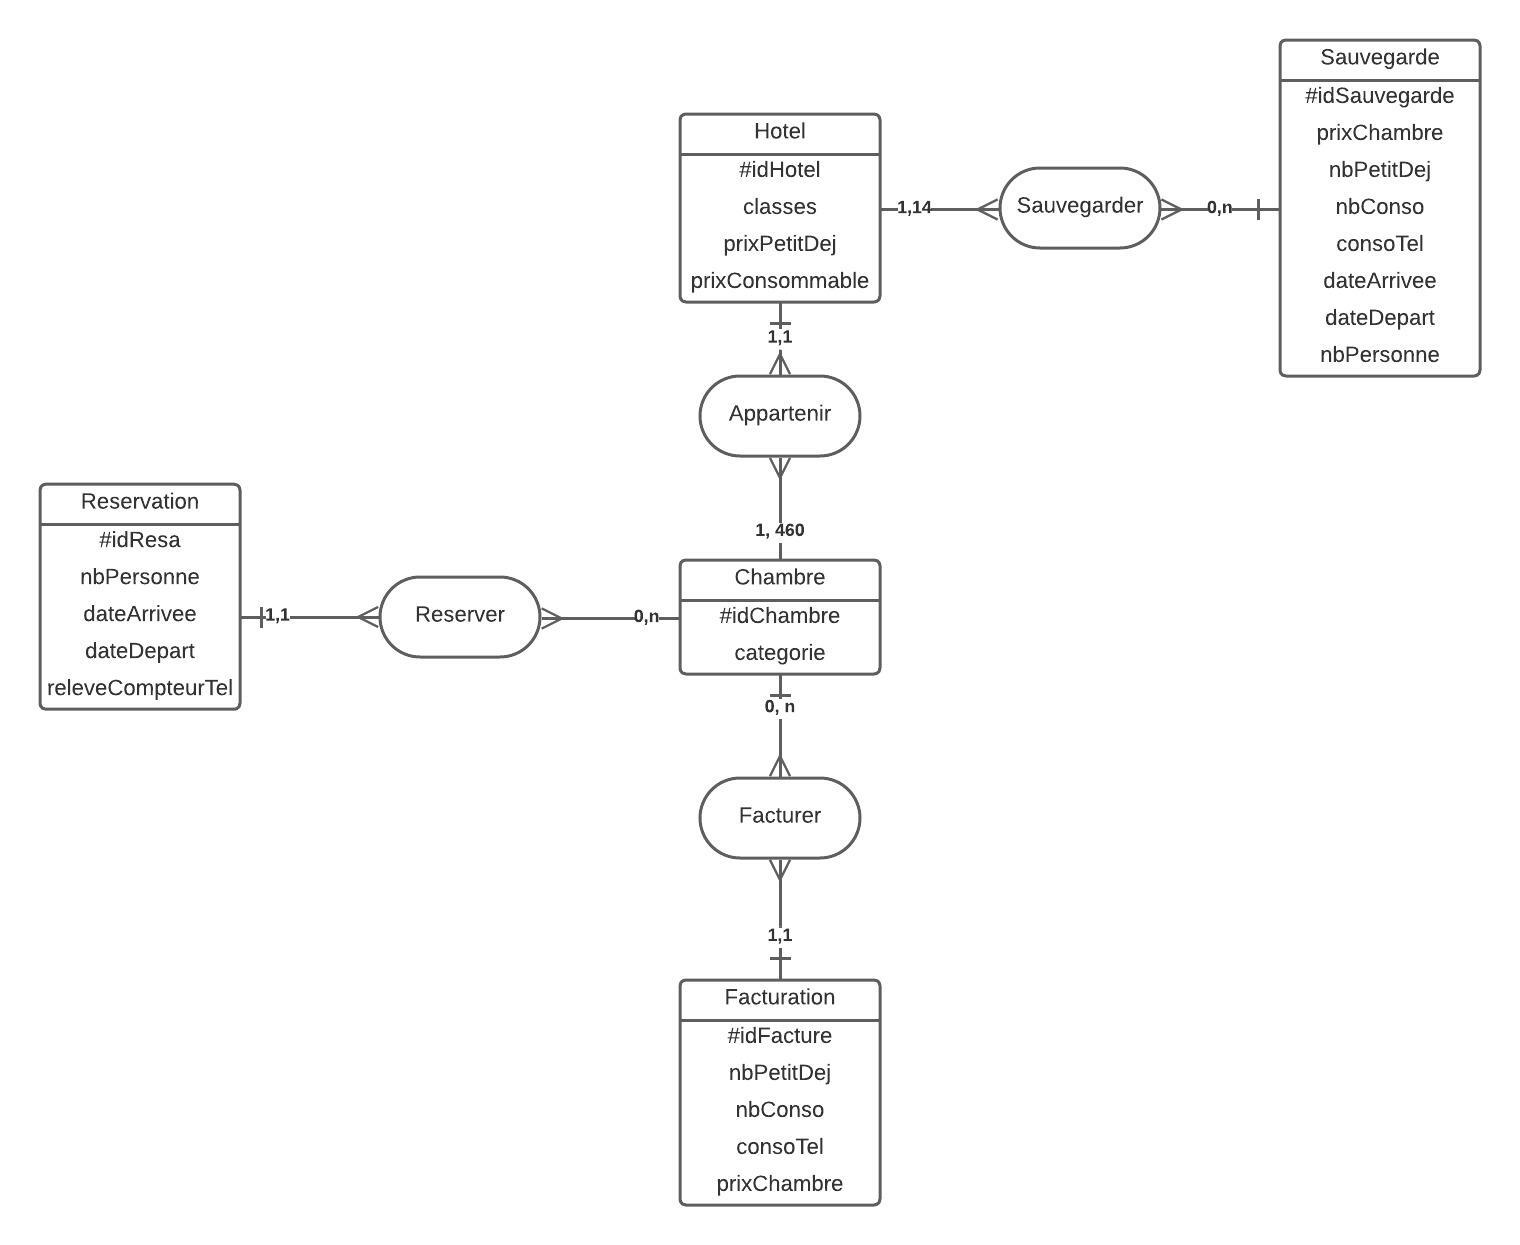 Sauvegarde
#idSauvegarde
prixChambre
nbPetitDej
nbConso
consoTel
dateArrivee
dateDepart
nbPersonne
Hotel
#idHotel
classes
prixPetitDej
prixConsommable
1,14
Sauvegarder
0,n
1,1
Appartenir
1, 460
Reservation
#idResa
nbPersonne
dateArrivee
dateDepart
releveCompteurTel
1,1
Reserver
0,n
Chambre
#idChambre
categorie
0, n
Facturer
1,1
Facturation
#idFacture
nbPetitDej
nbConso
consoTel
prixChambre